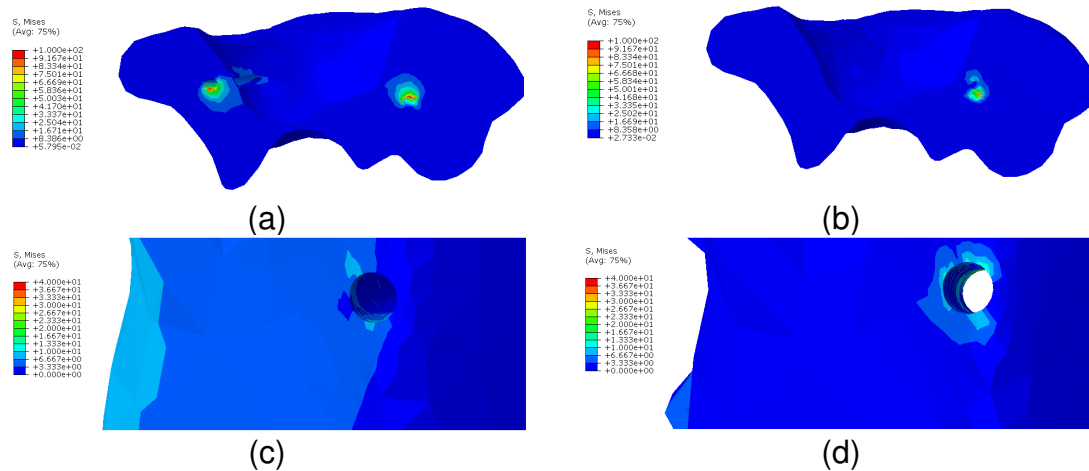 S, Mises
(Avg: 75%)
+1.000e+02
+9.167e+01
+8.334e+01
+7.501e+01
+6.669e+01
+5.836e+01
+5.003e+01
+4.170e+01
+3.337e+01
+2.504e+01
+1.671e+01
+8.386e+00
+5.795e-02
(a)
S, Mises
(Avg: 75%)
+1.000e+02
+9.167e+01
+8.334e+01
+7.501e+01
+6.668e+01
+5.834e+01
+5.001e+01
+4.168e+01
+3.335e+01
+2.502e+01
+1.669e+01
+8.358e+00
+2.733e-02
(b)
S, Mises
(Avg: 75%)
+4.000e+01
+3.667e+01
+3.333e+01
+3.000e+01
+2.667e+01
+2.333e+01
+2.000e+01
+1.667e+01
+1.333e+01
+1.000e+01
+6.667e+00
+3.333e+00
+0.000e+00
(c)
S, Mises
(Avg: 75%)
+4.000e+01
+3.667e+01
+3.333e+01
+3.000e+01
+2.667e+01
+2.333e+01
+2.000e+01
+1.667e+01
+1.333e+01
+1.000e+01
+6.667e+00
+3.333e+00
+0.000e+00
(d)